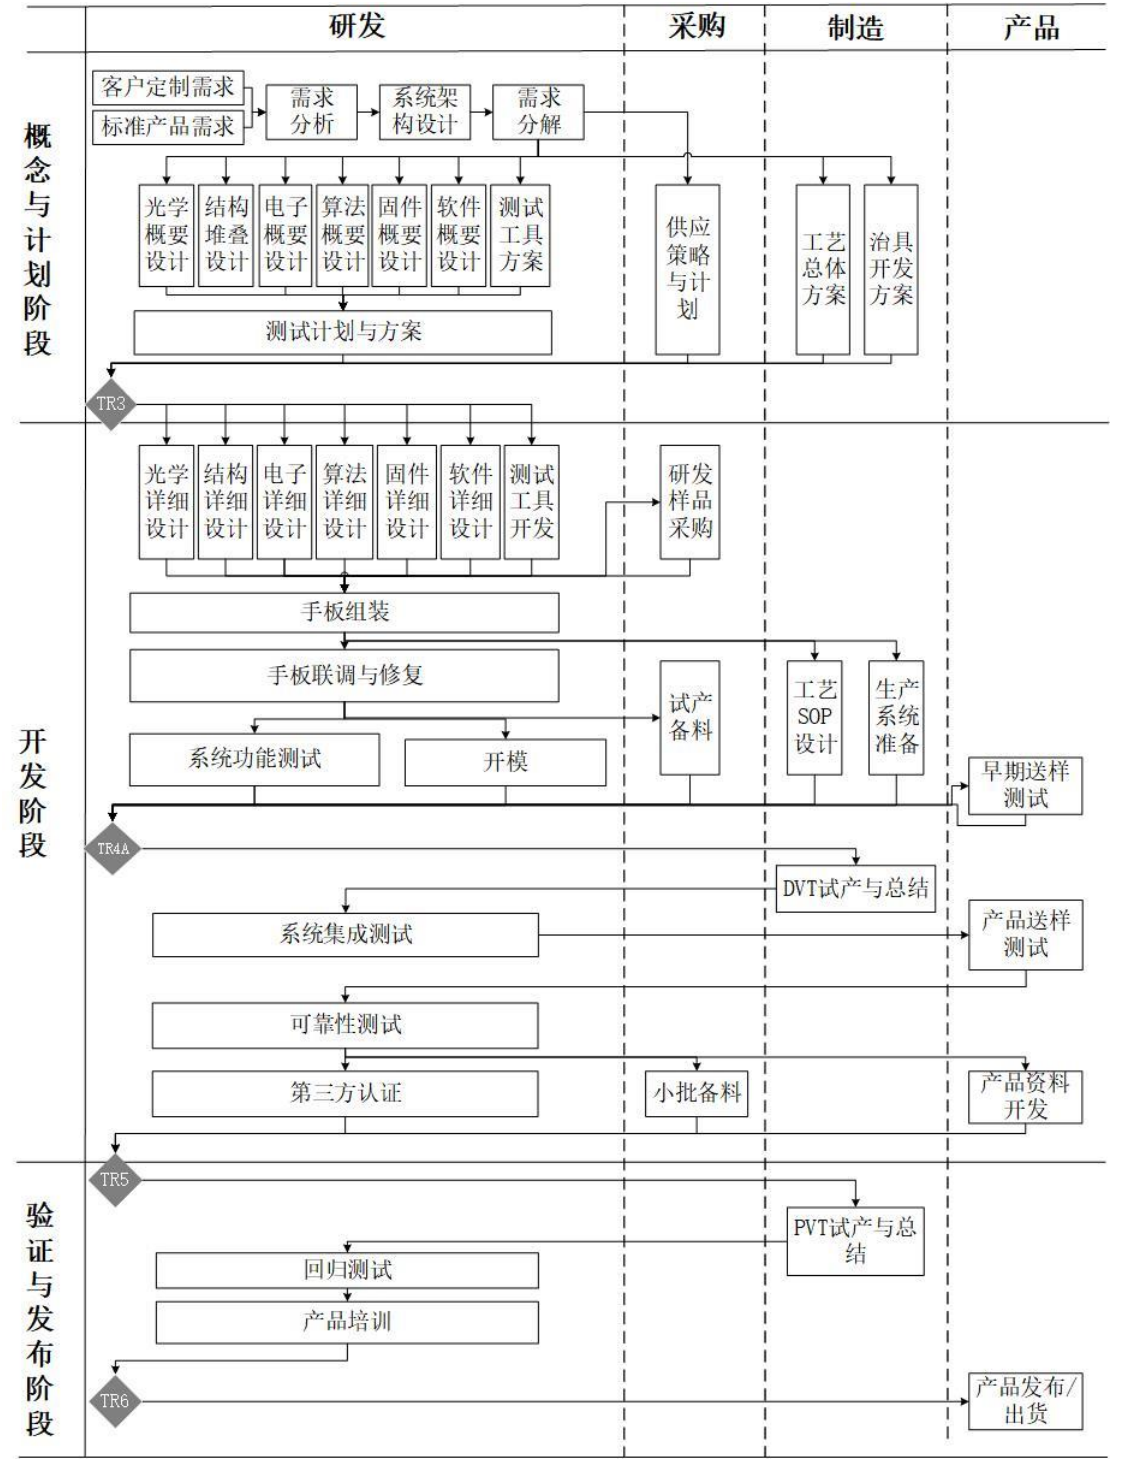 研发
采购
制造
产品
概念与计划阶段
客户定制需求
标准产品需求
需求
分析
系统架
构设计
需求
分解
光学
概要
设计
结构
堆叠
设计
电子
概要
设计
算法
概要
设计
固件
概要
设计
软件
概要
设计
测试
工具
方案
供应
策略
与计
划
工艺
总体
方案
治具
开发
方案
测试计划与方案
TR3
开发阶段
光学
详细
设计
结构
详细
设计
电子
详细
设计
算法
详细
设计
固件
详细
设计
软件
详细
设计
测试
工具
开发
研发
样品
采购
手板组装
手板联调与修复
试产
备料
工艺
SOP
设计
生产
系统
准备
系统功能测试
开模
早期送样
测试
TR4A
DVT试产与总结
系统集成测试
产品送样
测试
可靠性测试
第三方认证
小批备料
产品资料
开发
TR5
验证与发布阶段
PVT试产与总
结
回归测试
产品培训
TR6
产品发布/
出货